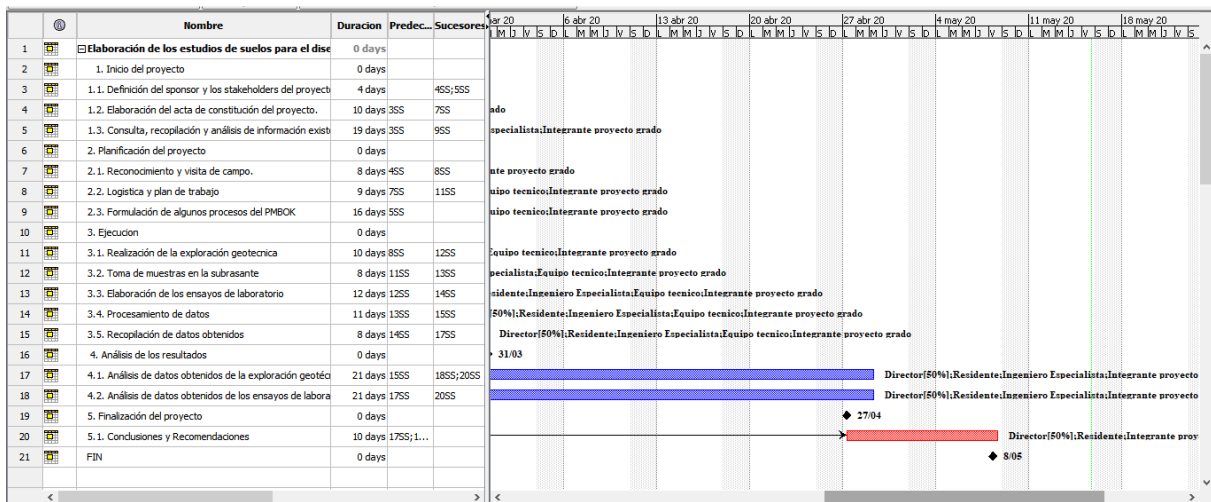 Nombre Duracion Predec... Sucesores
6 abr 20 13 abr 20 20 abr 20 27 abr 20 4 may 20 11 may 20 18 may 20
1 Elaboración de los estudios de suelos para el dise 0 days
2 1. Inicio del proyecto 0 days
3 1.1. Definición del sponsor y los stakeholders del proyect 4 days 4SS;5SS
4 1.2. Elaboración del acta de constitución del proyecto. 10 days 3SS 7SS ado
5 1.3. Consulta, recopilación y análisis de información exist 19 days 3SS 9SS specialista;Integrante proyecto grado
6 2. Planificación del proyecto 0 days
7 2.1. Reconocimiento y visita de campo. 8 days 4SS 8SS nte proyecto grado
8 2.2. Logistica y plan de trabajo 9 days 7SS 11SS uipo tecnico;Integrante proyecto grado
9 2.3. Formulación de algunos procesos del PMBOK 16 days 5SS uipo tecnico;Integrante proyecto grado
10 3. Ejecucion 0 days
11 3.1. Realización de la exploración geotecnica 10 days 8SS 12SS Equipo tecnico;Integrante proyecto grado
12 3.2. Toma de muestras en la subrasante 8 days 11SS 13SS pecialista;Equipo tecnico;Integrante proyecto grado
13 3.3. Elaboración de los ensayos de laboratorio 12 days 12SS 14SS sidente;Ingeniero Especialista;Equipo tecnico;Integrante proyecto grado
14 3.4. Procesamiento de datos 11 days 13SS 15SS [50%];Residente;Ingeniero Especialista;Equipo tecnico;Integrante proyecto grado
15 3.5. Recopilación de datos obtenidos 8 days 14SS 17SS Director[50%];Residente;Ingeniero Especialista;Equipo tecnico;Integrante proyecto grado
16 4. Análisis de los resultados 0 days 31/03
17 4.1. Análisis de datos obtenidos de la exploración geotéc 21 days 15SS 18SS;20SS Director[50%];Residente;Ingeniero Especialista;Integrante proyecto
18 4.2. Análisis de datos obtenidos de los ensayos de labora 21 days 17SS 20SS Director[50%];Residente;Ingeniero Especialista;Integrante proyecto
19 5. Finalización del proyecto 0 days 27/04
20 5.1. Conclusiones y Recomendaciones 10 days 17SS;1... Director[50%];Residente;Integrante proy
21 FIN 0 days 8/05